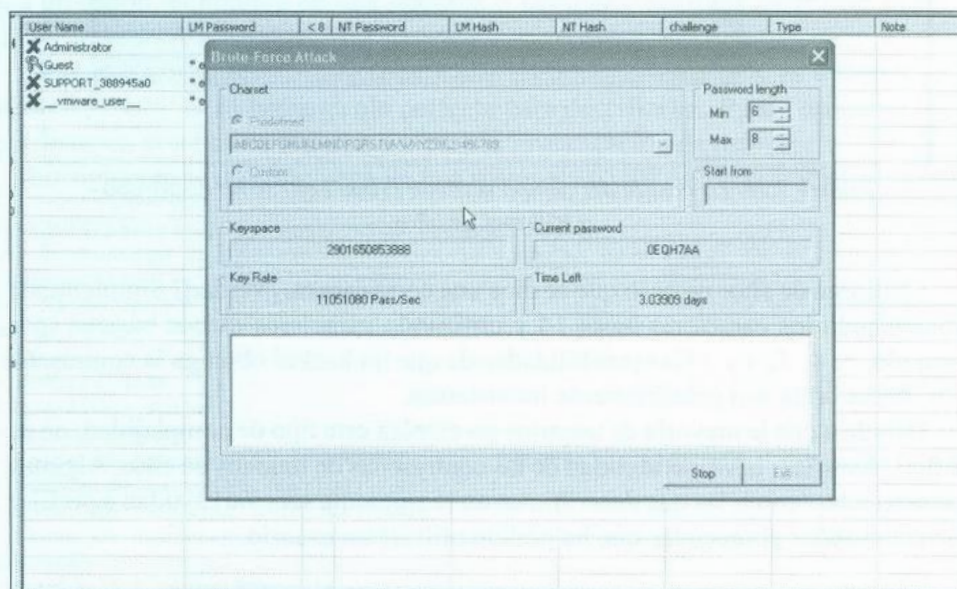 User Name LM Password < 8 NT Password LM Hash NT Hash challenge Type Note
Administrator
Guest * e
SUPPORT_388945a0 * e
__vmware_user__ * e
Brute-Force Attack
Charset
Predefined
Custom
Password length
Min 6
Max 8
Start from
Keyspace
2901650853888
Current password
0EQH7AA
Key Rate
11051080 Pass/Sec
Time Left
3.03909 days
Stop Exit